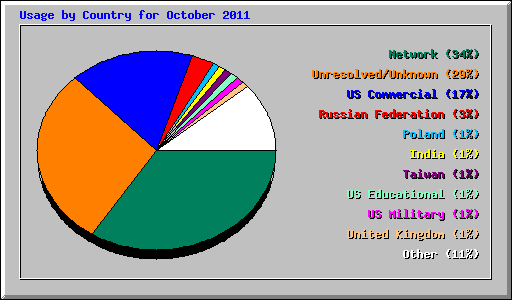 Usage by Country for October 2011
Network (34%)
Unresolved/Unknown (29%)
US Commercial (17%)
Russian Federation (3%)
Poland (1%)
India (1%)
Taiwan (1%)
US Educational (1%)
US Military (1%)
United Kingdom (1%)
Other (11%)